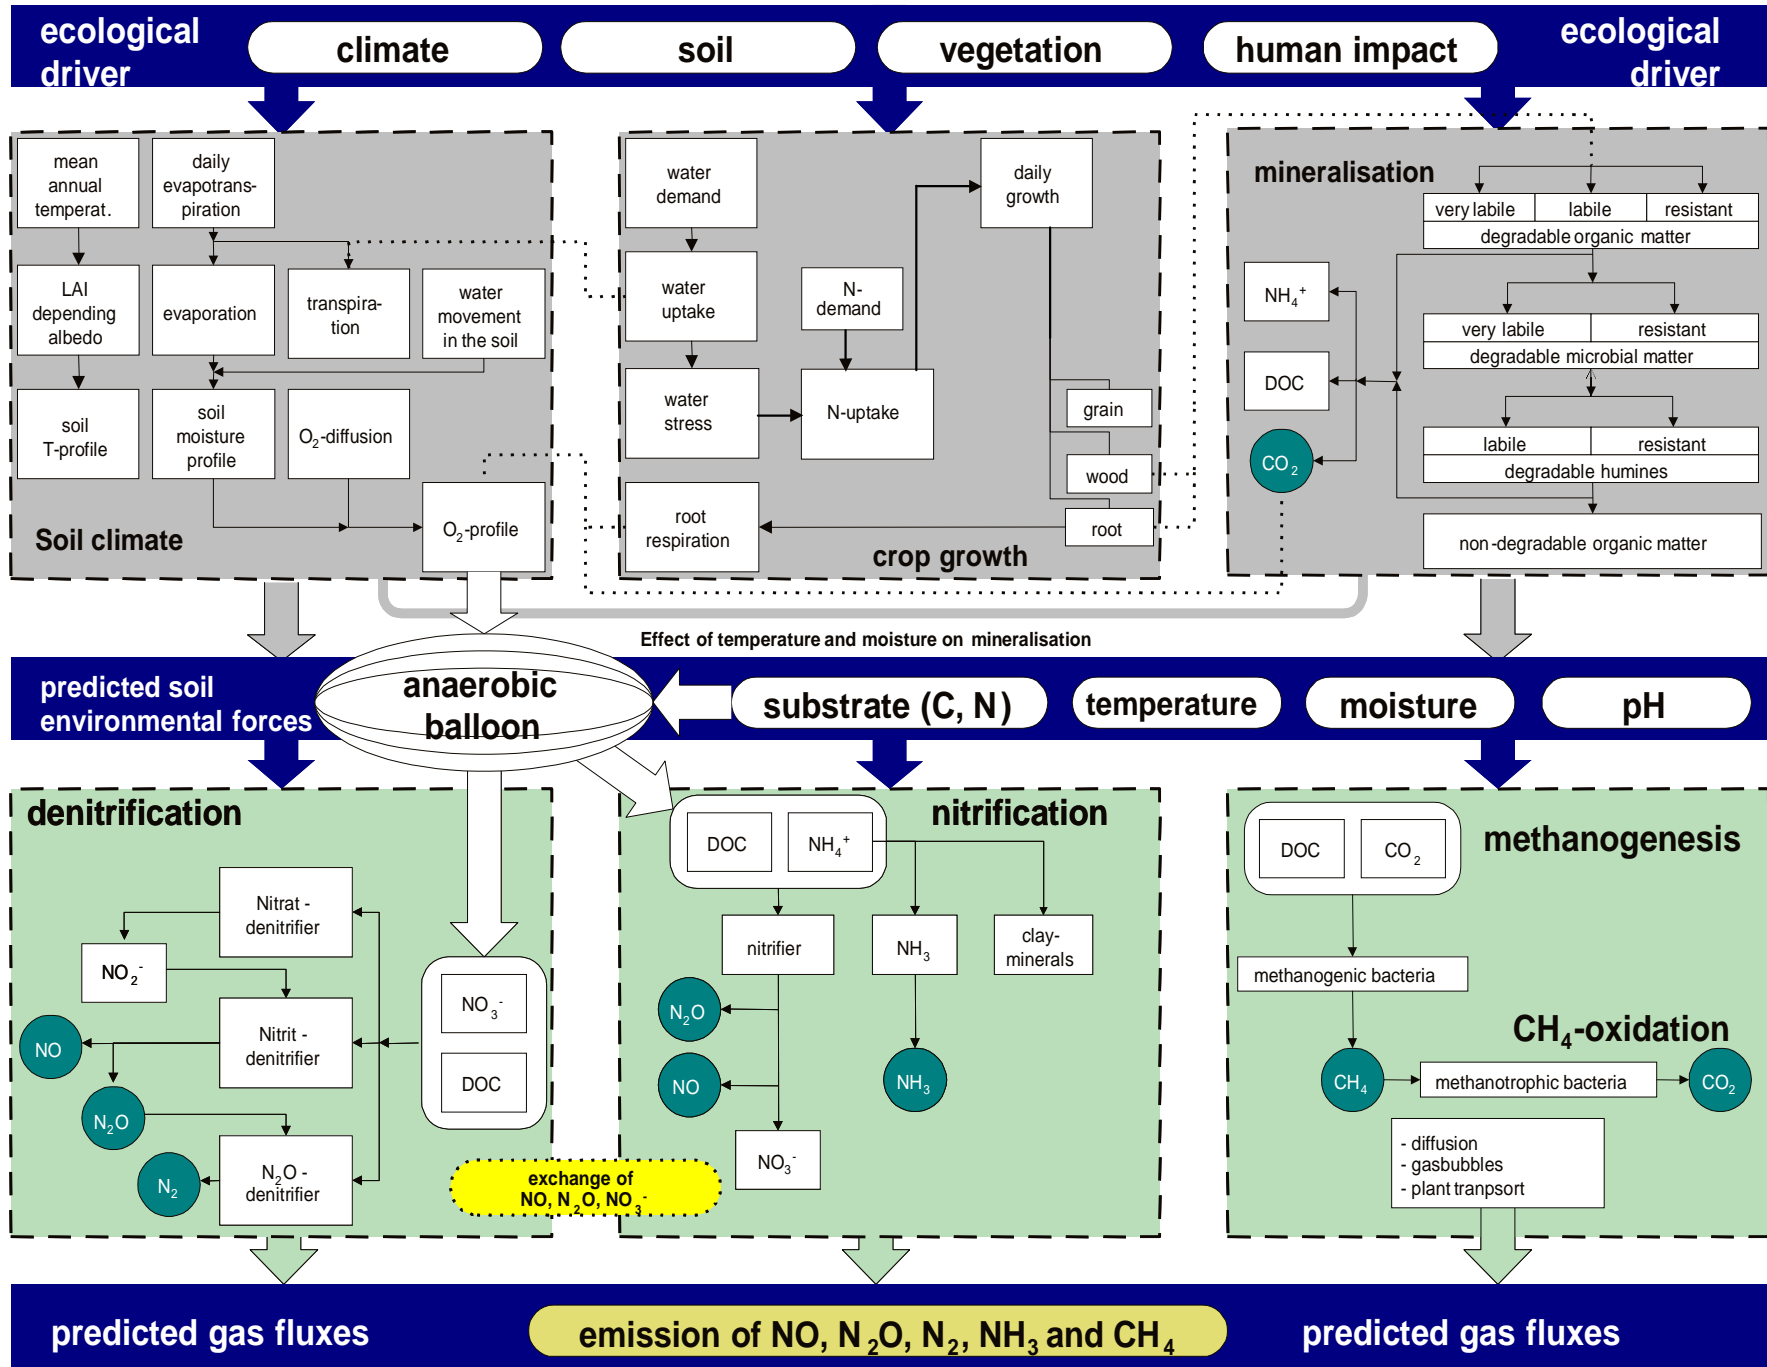 ecological
driver
climate
soil
vegetation
human impact
ecological
driver
mean
annual
temperat.
daily
evapotrans-
piration
LAI
depending
albedo
evaporation
transpira-
tion
water
movement
in the soil
soil
T-profile
soil
moisture
profile
O₂-diffusion
O₂-profile
Soil climate
water
demand
water
uptake
water
stress
N-
demand
N-uptake
daily
growth
grain
wood
root
root
respiration
crop growth
mineralisation
very labile
labile
resistant
degradable organic matter
NH₄⁺
very labile
resistant
degradable microbial matter
DOC
labile
resistant
degradable humines
CO₂
non-degradable organic matter
Effect of temperature and moisture on mineralisation
predicted soil
environmental forces
anaerobic
balloon
substrate (C, N)
temperature
moisture
pH
denitrification
Nitrat -
denitrifier
NO₂⁻
Nitrit -
denitrifier
NO
N₂O
N₂O -
denitrifier
N₂
NO₃⁻
DOC
exchange of
NO, N₂O, NO₃⁻
nitrification
DOC
NH₄⁺
nitrifier
NH₃
clay-
minerals
N₂O
NO
NH₃
NO₃⁻
methanogenesis
DOC
CO₂
methanogenic bacteria
CH₄-oxidation
CH₄
methanotrophic bacteria
CO₂
- diffusion
- gasbubbles
- plant tranpsort
predicted gas fluxes
emission of NO, N₂O, N₂, NH₃ and CH₄
predicted gas fluxes